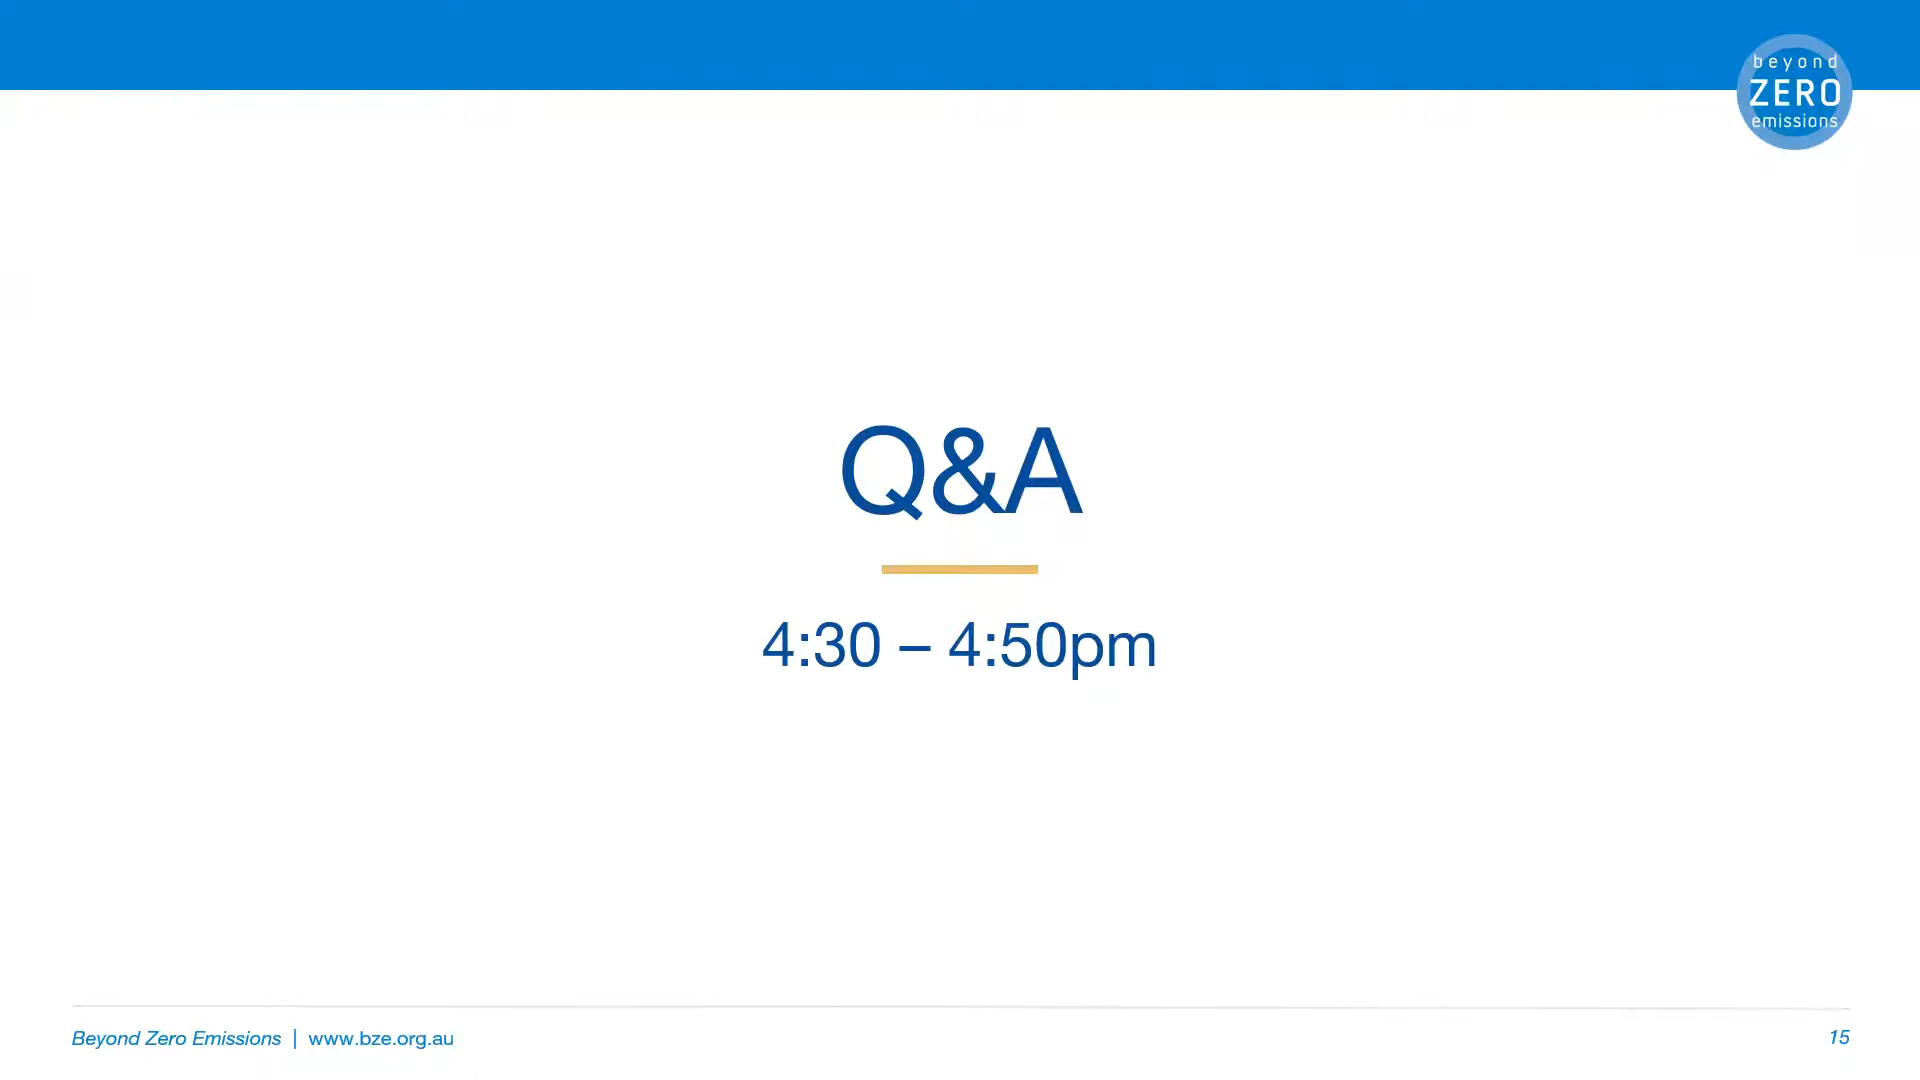 beyond
ZERO
emissions
Q&A
4:30 – 4:50pm
Beyond Zero Emissions | www.bze.org.au
15